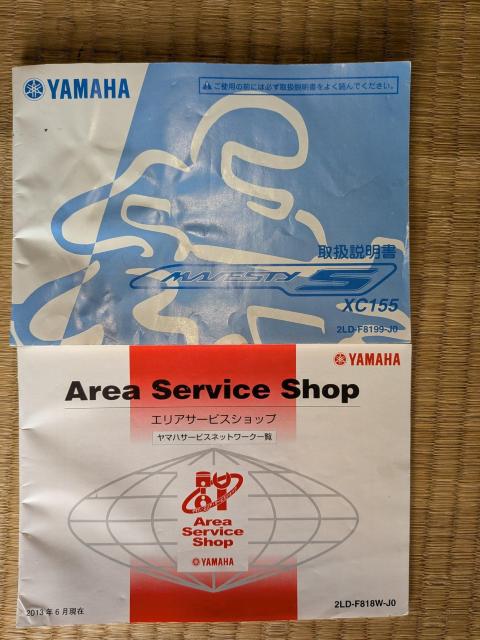 YAMAHA
ご使用の前には必ず取扱説明書をよく読んでください。
取扱説明書
MAJESTY S
XC155
2LD-F8199-J0
YAMAHA
Area Service Shop
エリアサービスショップ
ヤマハサービスネットワーク一覧
Area
Service
Shop
YAMAHA
2013年6月現在
2LD-F818W-J0